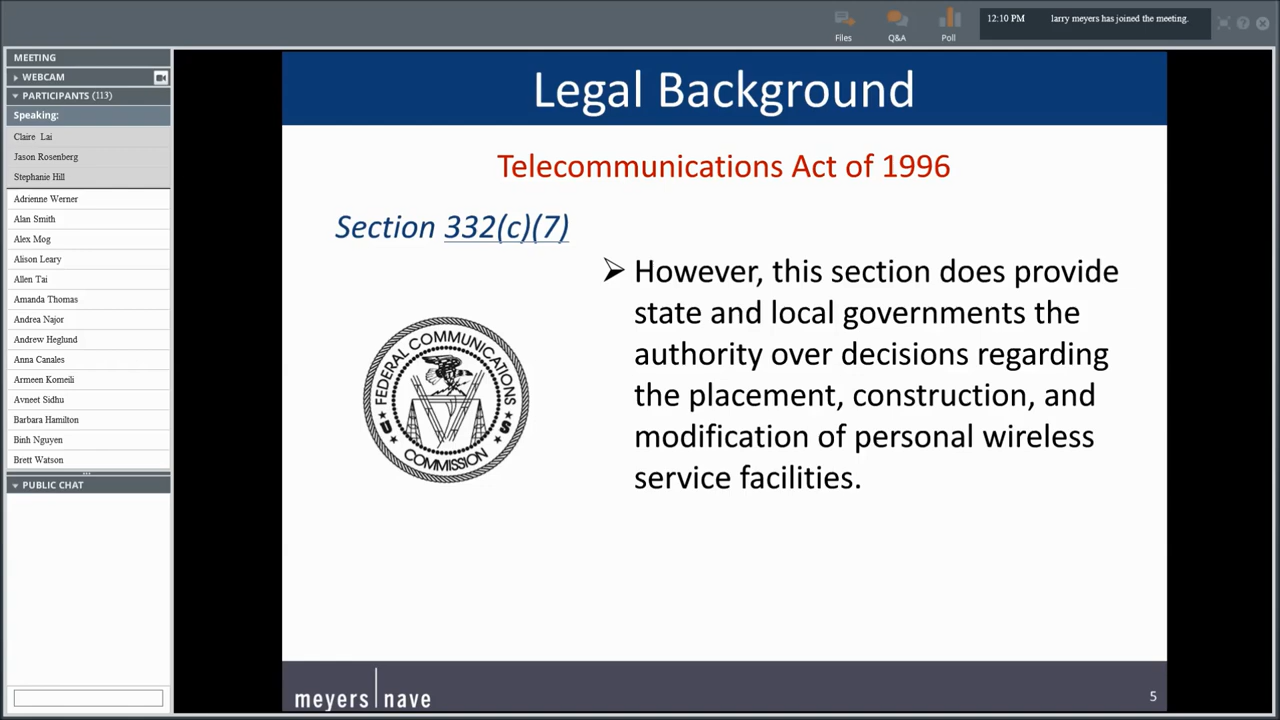 Files
Q&A
Poll
12:10 PM larry meyers has joined the meeting.
MEETING
WEBCAM
PARTICIPANTS (113)
Speaking:
Claire Lai
Jason Rosenberg
Stephanie Hill
Adrienne Werner
Alan Smith
Alex Mog
Alison Leary
Allen Tai
Amanda Thomas
Andrea Najor
Andrew Heglund
Anna Canales
Armeen Komeili
Avneet Sidhu
Barbara Hamilton
Binh Nguyen
Brett Watson
PUBLIC CHAT
Legal Background
Telecommunications Act of 1996
Section 332(c)(7)
FEDERAL COMMUNICATIONS
COMMISSION
U S
➢ However, this section does provide
state and local governments the
authority over decisions regarding
the placement, construction, and
modification of personal wireless
service facilities.
meyers | nave
5